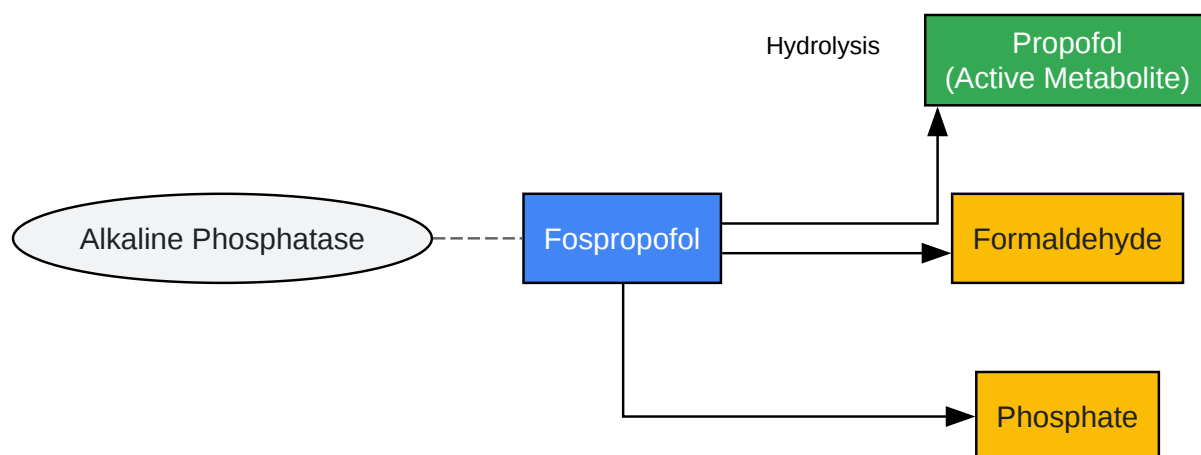 Hydrolysis
Propofol
(Active Metabolite)
Alkaline Phosphatase
Fospropofol
Formaldehyde
Phosphate